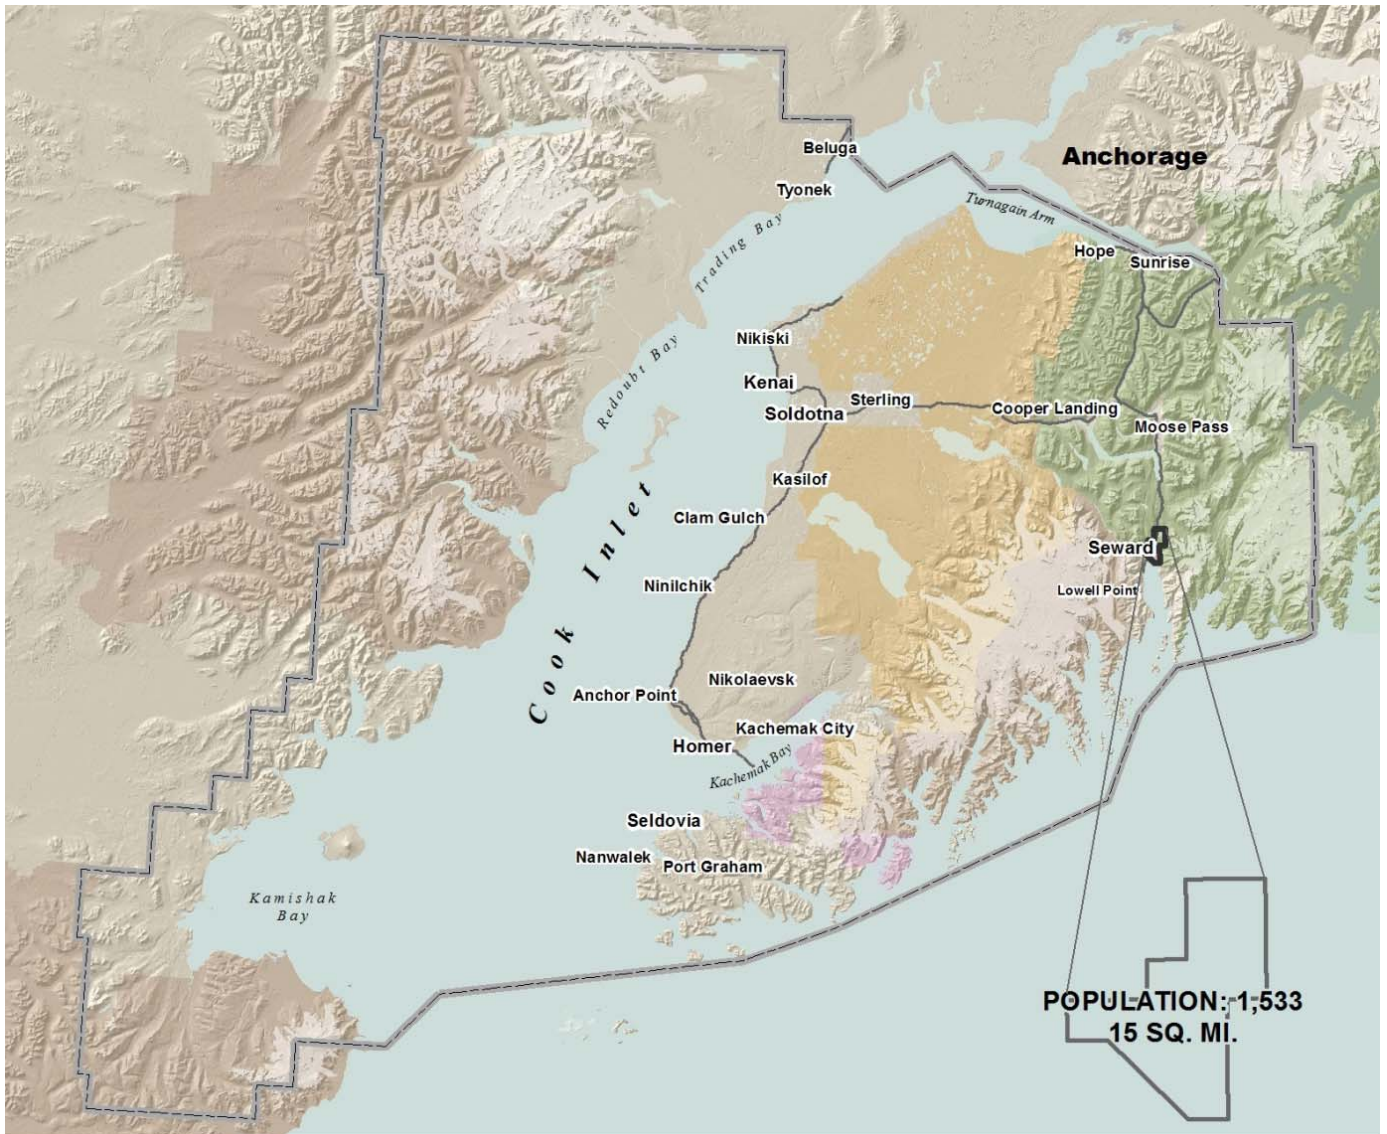 Beluga
Anchorage
Tyonek
Turnagain Arm
Trading Bay
Hope
Sunrise
Nikiski
Redoubt Bay
Kenai
Sterling
Soldotna
Cooper Landing
Moose Pass
Kasilof
Clam Gulch
Cook Inlet
Seward
Ninilchik
Lowell Point
Nikolaevsk
Anchor Point
Kachemak City
Homer
Kachemak Bay
Seldovia
Nanwalek
Port Graham
Kamishak
Bay
POPULATION: 1,533
15 SQ. MI.